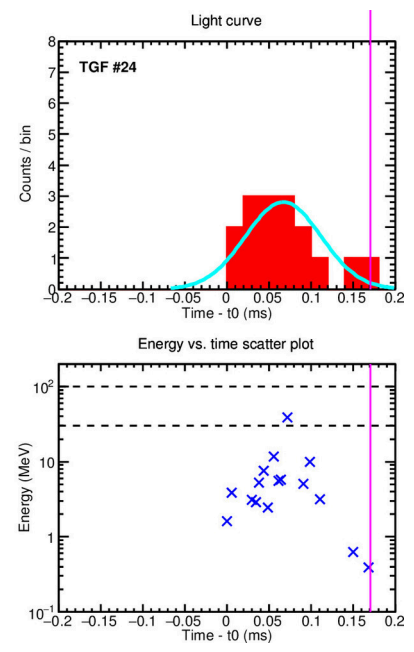 Light curve
8
TGF #24
7
6
5
4
3
2
1
0
Counts / bin
−0.2 −0.15 −0.1 −0.05 0 0.05 0.1 0.15 0.2
Time - t0 (ms)
Energy vs. time scatter plot
10²
10
1
10⁻¹
Energy (MeV)
−0.2 −0.15 −0.1 −0.05 0 0.05 0.1 0.15 0.2
Time - t0 (ms)